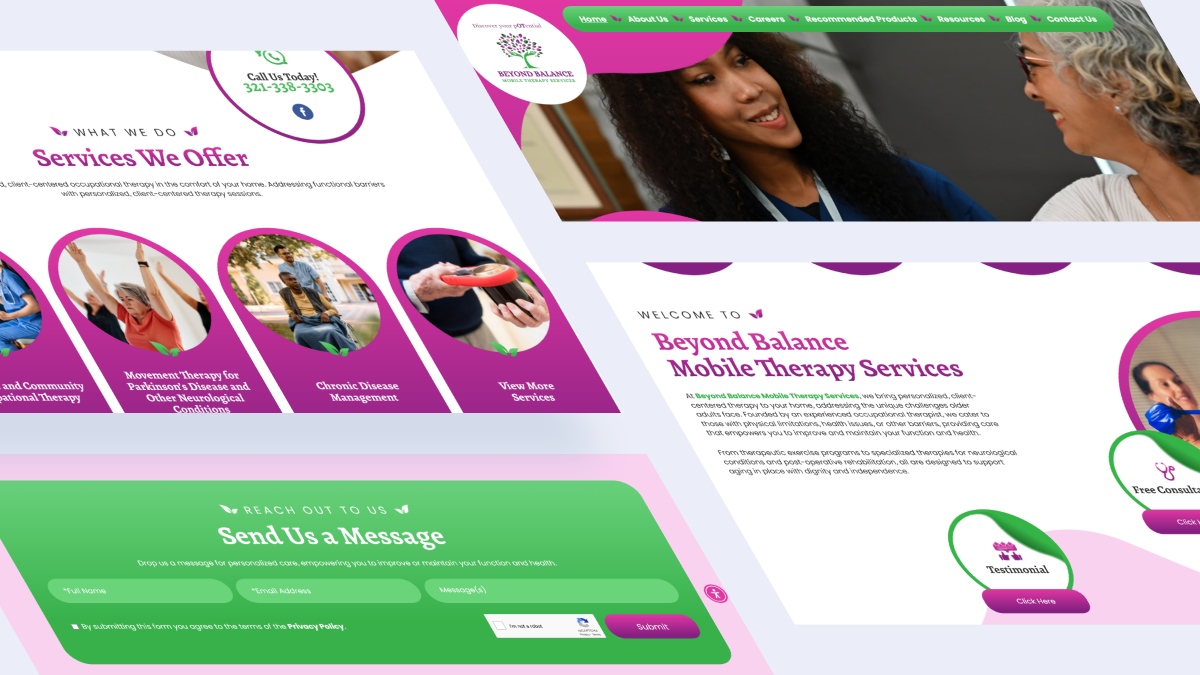 Discover your pOTential
BEYOND BALANCE
MOBILE THERAPY SERVICES
Home About Us Services Careers Recommended Products Resources Blog Contact Us
Call Us Today!
321-338-3303
WHAT WE DO
Services We Offer
client-centered occupational therapy in the comfort of your home. Addressing functional barriers
with personalized, client-centered therapy sessions.
and Community
Therapy
Movement Therapy for
Parkinson's Disease and
Other Neurological
Conditions
Chronic Disease
Management
View More
Services
WELCOME TO
Beyond Balance
Mobile Therapy Services
At Beyond Balance Mobile Therapy Services, we bring personalized, client-
centered therapy to your home, addressing the unique challenges older
adults face. Founded by an experienced occupational therapist, we cater to
those with physical limitations, health issues, or other barriers, providing care
that empowers you to improve and maintain your function and health.
From therapeutic exercise programs to specialized therapies for neurological
conditions and post-operative rehabilitation, all are designed to support
aging in place with dignity and independence.
Free
Click
Testimonial
Click Here
REACH OUT TO US
Send Us a Message
Drop us a message for personalized care, empowering you to improve or maintain your function and health.
*Full Name
*Email Address
Message(s)
By submitting this form you agree to the terms of the Privacy Policy.
I'm not a robot
reCAPTCHA
Privacy - Terms
Submit